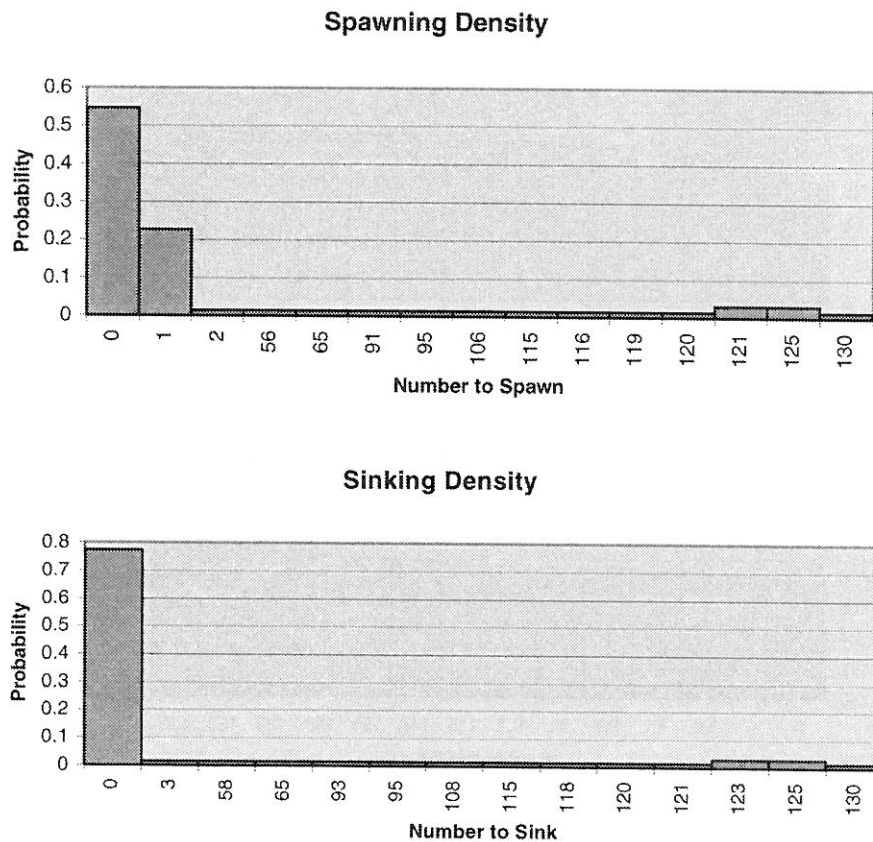 Spawning Density
0.6
0.5
0.4
0.3
0.2
0.1
0
Probability
0 1 2 56 65 91 95 106 115 116 119 120 121 125 130
Number to Spawn
Sinking Density
0.8
0.7
0.6
0.5
0.4
0.3
0.2
0.1
0
Probability
0 3 58 65 93 95 108 115 118 120 121 123 125 130
Number to Sink